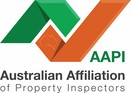 AAPI
Australian Affiliation
of Property Inspectors